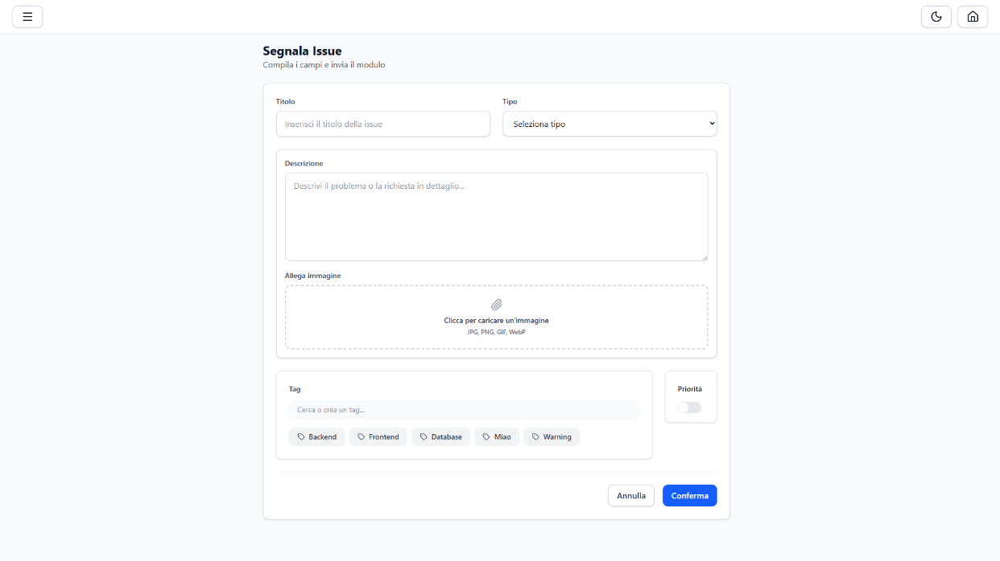 Segnala Issue
Compila i campi e invia il modulo
Titolo
Tipo
Inserisci il titolo della issue
Seleziona tipo
Descrizione
Descrivi il problema o la richiesta in dettaglio...
Allega immagine
Clicca per caricare un'immagine
JPG, PNG, GIF, WebP
Tag
Priorità
Cerca o crea un tag...
Backend
Frontend
Database
Miao
Warning
Annulla
Conferma